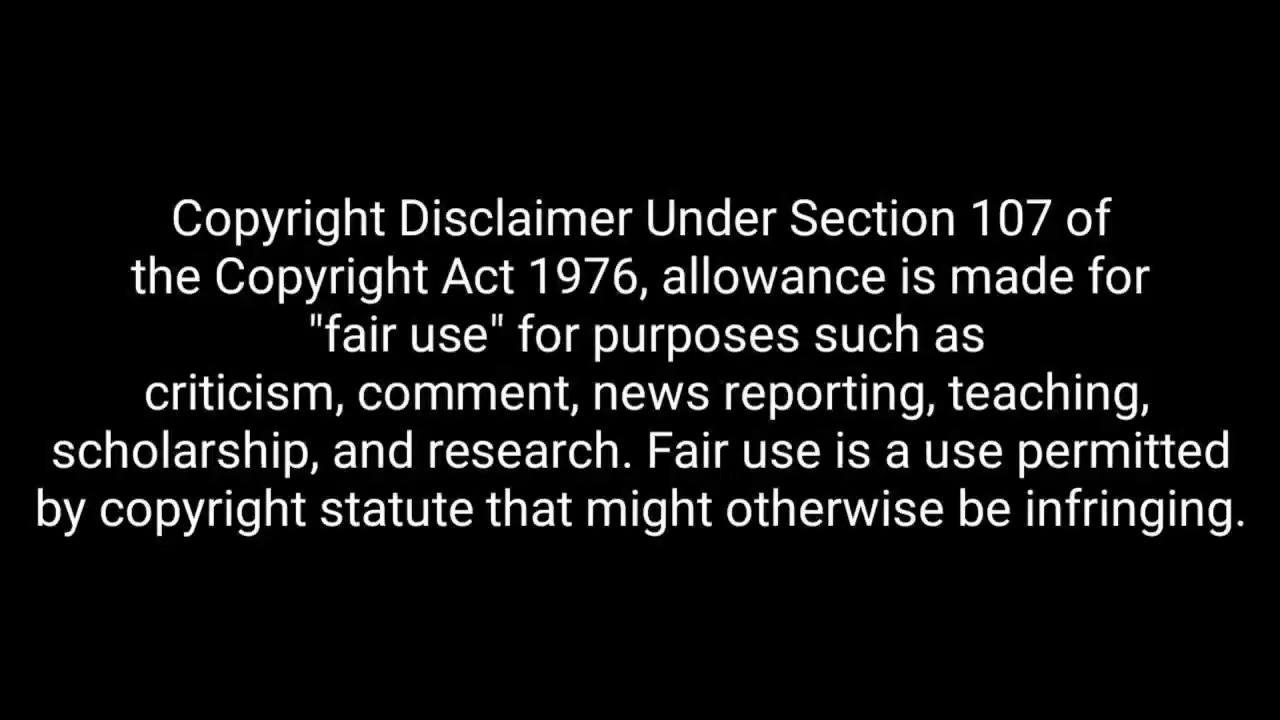 Copyright Disclaimer Under Section 107 of
the Copyright Act 1976, allowance is made for
"fair use" for purposes such as
criticism, comment, news reporting, teaching,
scholarship, and research. Fair use is a use permitted
by copyright statute that might otherwise be infringing.